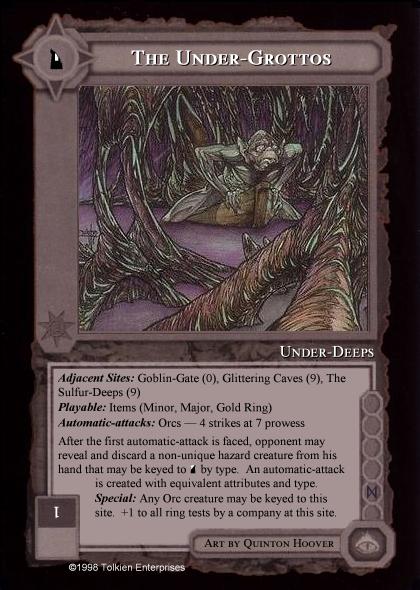 THE UNDER-GROTTOS
UNDER-DEEPS
Adjacent Sites: Goblin-Gate (0), Glittering Caves (9), The
Sulfur-Deeps (9)
Playable: Items (Minor, Major, Gold Ring)
Automatic-attacks: Orcs — 4 strikes at 7 prowess
After the first automatic-attack is faced, opponent may
reveal and discard a non-unique hazard creature from his
hand that may be keyed to by type. An automatic-attack
is created with equivalent attributes and type.
Special: Any Orc creature may be keyed to this
site. +1 to all ring tests by a company at this site.
ART BY QUINTON HOOVER
©1998 Tolkien Enterprises